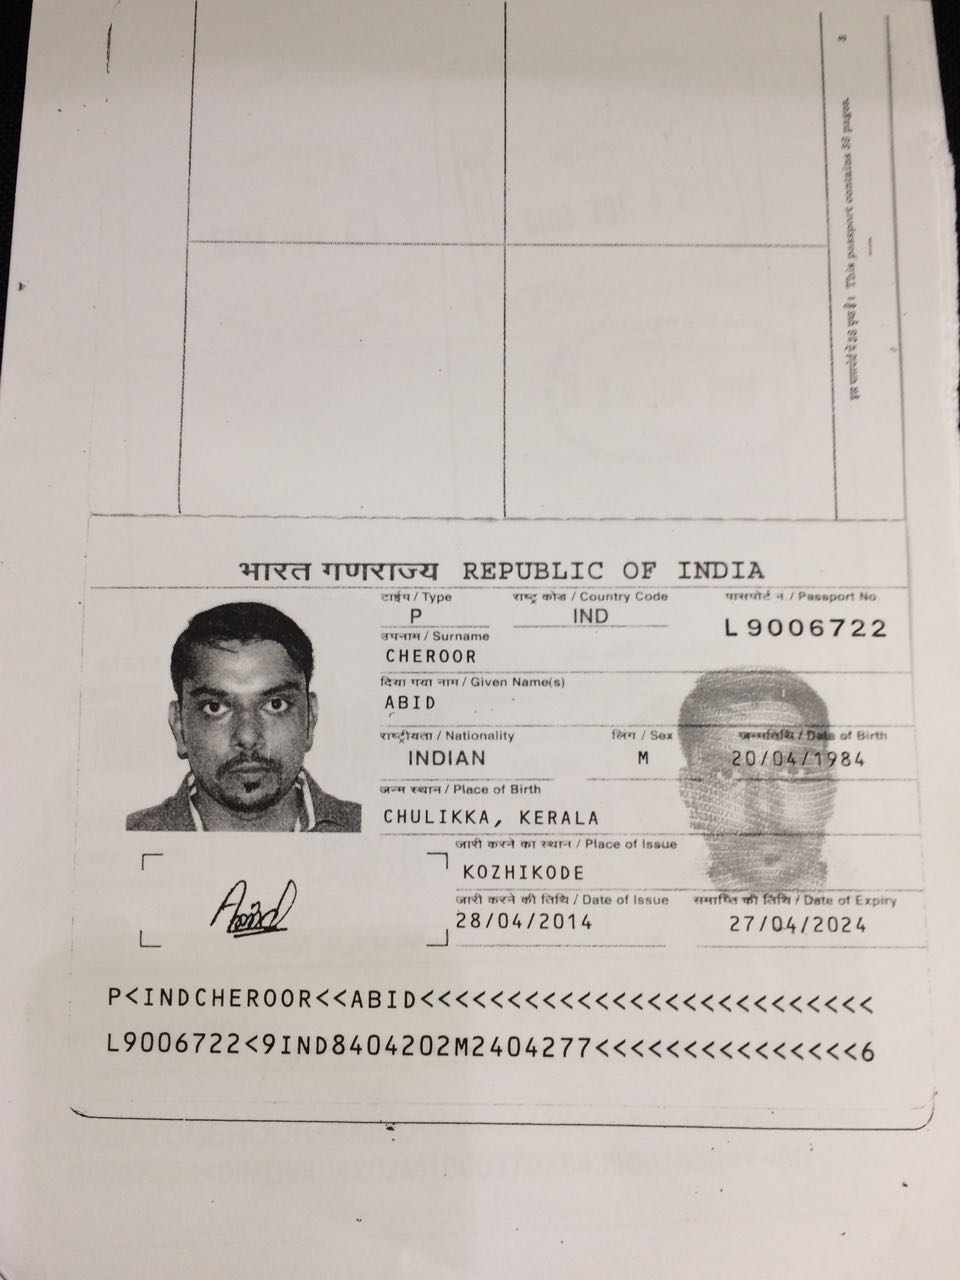 8
इस पासपोर्ट में 36 पृष्ठ हैं। This passport contains 36 pages.
भारत गणराज्य REPUBLIC OF INDIA
टाईप / Type राष्ट्र कोड / Country Code पासपोर्ट न / Passport No.
P IND L9006722
उपनाम / Surname
CHEROOR
दिया गया नाम / Given Name(s)
ABID
राष्ट्रीयता / Nationality लिंग / Sex जन्मतिथि / Date of Birth
INDIAN M 20/04/1984
जन्म स्थान / Place of Birth
CHULIKKA, KERALA
जारी करने का स्थान / Place of Issue
KOZHIKODE
जारी करने की तिथि / Date of Issue समाप्ति की तिथि / Date of Expiry
28/04/2014 27/04/2024
P<INDCHEROOR<<ABID<<<<<<<<<<<<<<<<<<<<<<<<<<
L9006722<9IND8404202M2404277<<<<<<<<<<<<<<<6